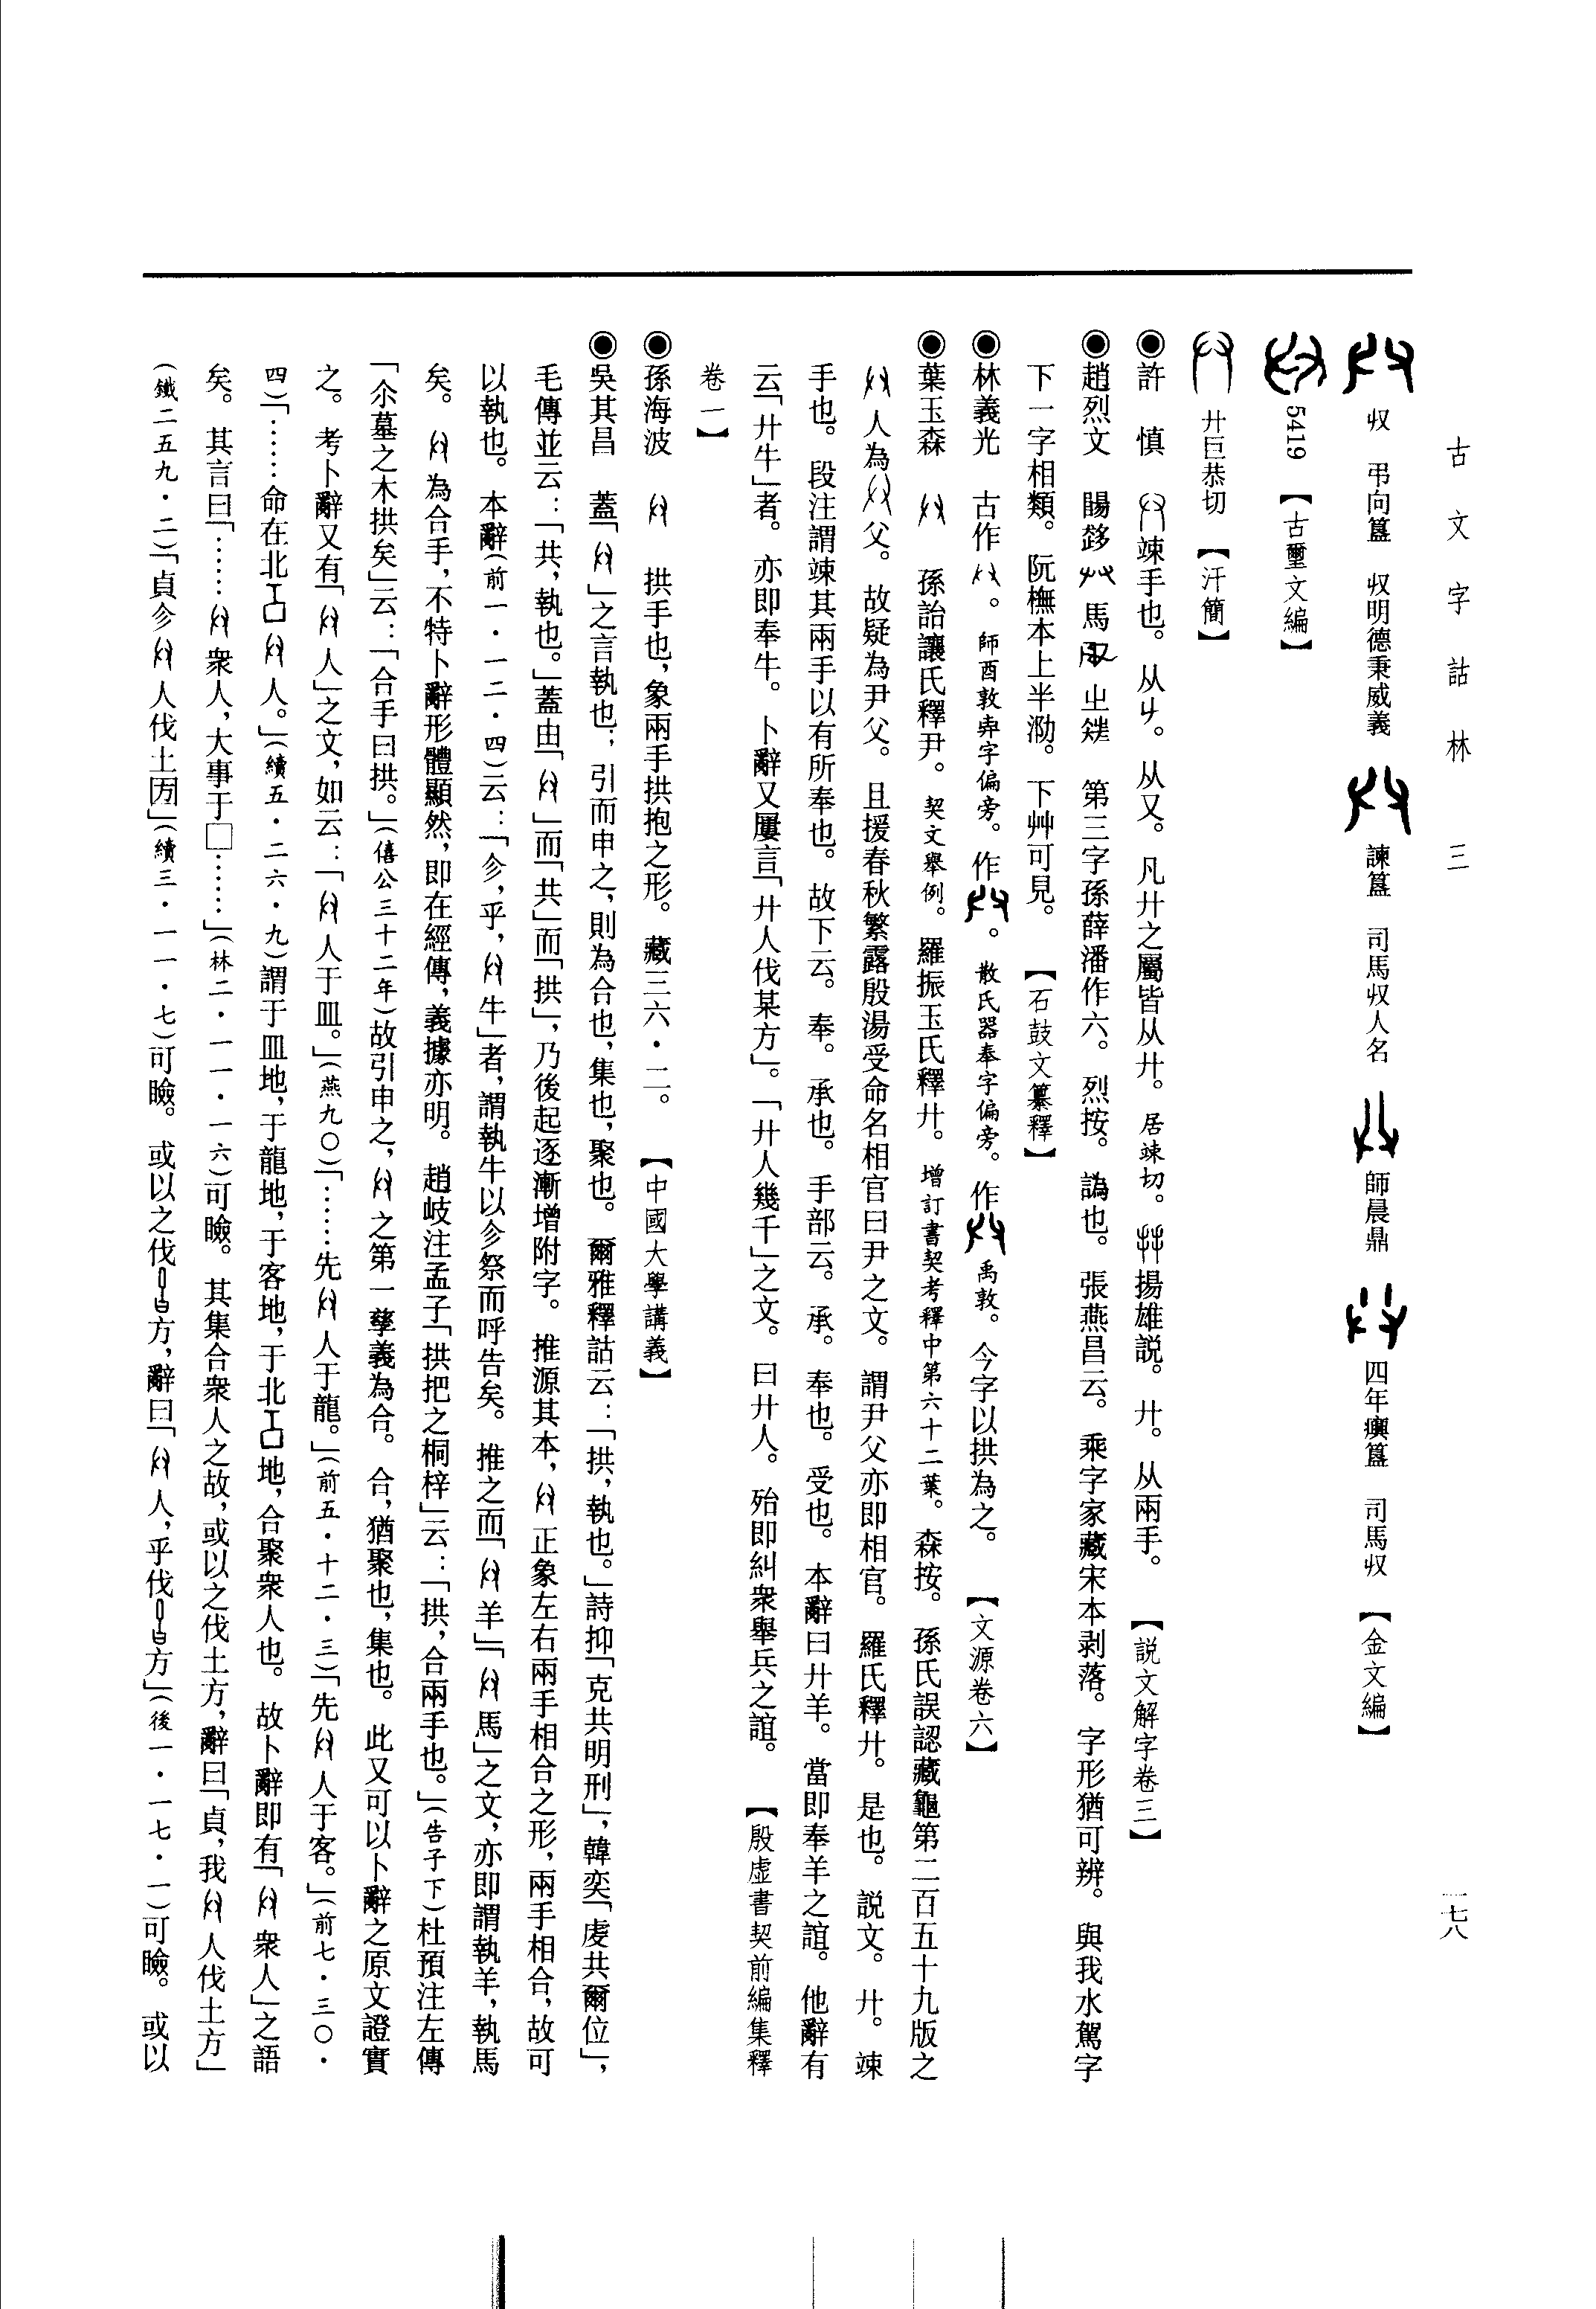 古文字詁林 三
一七八
収 弔向簋 収明德秉威義 諫簋 司馬収人名 師晨鼎 四年𤼈簋 司馬収 【金文編】
5419 【古璽文編】
廾巨恭切 【汗簡】
◉許 慎 竦手也。从𠂇。从又。凡廾之屬皆从廾。居竦切。揚雄説。廾。从兩手。 【説文解字卷三】
◉趙烈文 馬 第三字孫薛潘作六。烈按。譌也。張燕昌云。乘字家藏宋本剥落。字形猶可辨。與我水駕字
下一字相類。阮橅本上半泐。下艸可見。 【石鼓文纂釋】
◉林義光 古作。師酉敦㚔字偏旁。作。散氏器奉字偏旁。作禹敦。今字以拱為之。 【文源卷六】
◉葉玉森 孫詒讓氏釋尹。契文舉例。羅振玉氏釋廾。增訂書契考釋中第六十二葉。森按。孫氏誤認藏龜第二百五十九版之
人為父。故疑為尹父。且援春秋繁露殷湯受命名相官曰尹之文。謂尹父亦即相官。羅氏釋廾。是也。説文。廾。竦
手也。段注謂竦其兩手以有所奉也。故下云。奉。承也。手部云。承。奉也。受也。本辭曰廾羊。當即奉羊之誼。他辭有
云「廾牛」者。亦即奉牛。卜辭又屢言「廾人伐某方」。「廾人幾千」之文。曰廾人。殆即糾衆舉兵之誼。 【殷虛書契前編集釋
卷一】
◉孫海波 拱手也，象兩手拱抱之形。藏三六·二。 【中國大學講義】
◉吳其昌 蓋「」之言執也；引而申之，則為合也，集也，聚也。爾雅釋詁云：「拱，執也。」詩抑「克共明刑」，韓奕「虔共爾位」，
毛傳並云：「共，執也。」蓋由「」而「共」而「拱」，乃後起逐漸增附字。推源其本，正象左右兩手相合之形，兩手相合，故可
以執也。本辭（前一·一二·四）云：「㐱，乎，牛」者，謂執牛以㐱祭而呼告矣。推之而「羊」「馬」之文，亦即謂執羊，執馬
矣。為合手，不特卜辭形體顯然，即在經傳，義據亦明。趙岐注孟子「拱把之桐梓」云：「拱，合兩手也。」（告子下）杜預注左傳
「尒墓之木拱矣」云：「合手曰拱。」（僖公三十二年）故引申之，之第一孳義為合。合，猶聚也，集也。此又可以卜辭之原文證實
之。考卜辭又有「人」之文，如云：「人于皿。」（燕九〇）「……先人于龍。」（前五·十二·三）「先人于客。」（前七·三〇·
四）「……命在北人。」（續五·二六·九）謂于皿地，于龍地，于客地，于北地，合聚衆人也。故卜辭即有「衆人」之語
矣。其言曰「……衆人，大事于□……」（林二·一一·一六）可驗。其集合衆人之故，或以之伐土方，辭曰「貞，我人伐土方」
（鐵二五九·二）「貞㐱人伐土方」（續三·一一·七）可驗。或以之伐方，辭曰「人，乎伐方」（後一·一七·一）可驗。或以